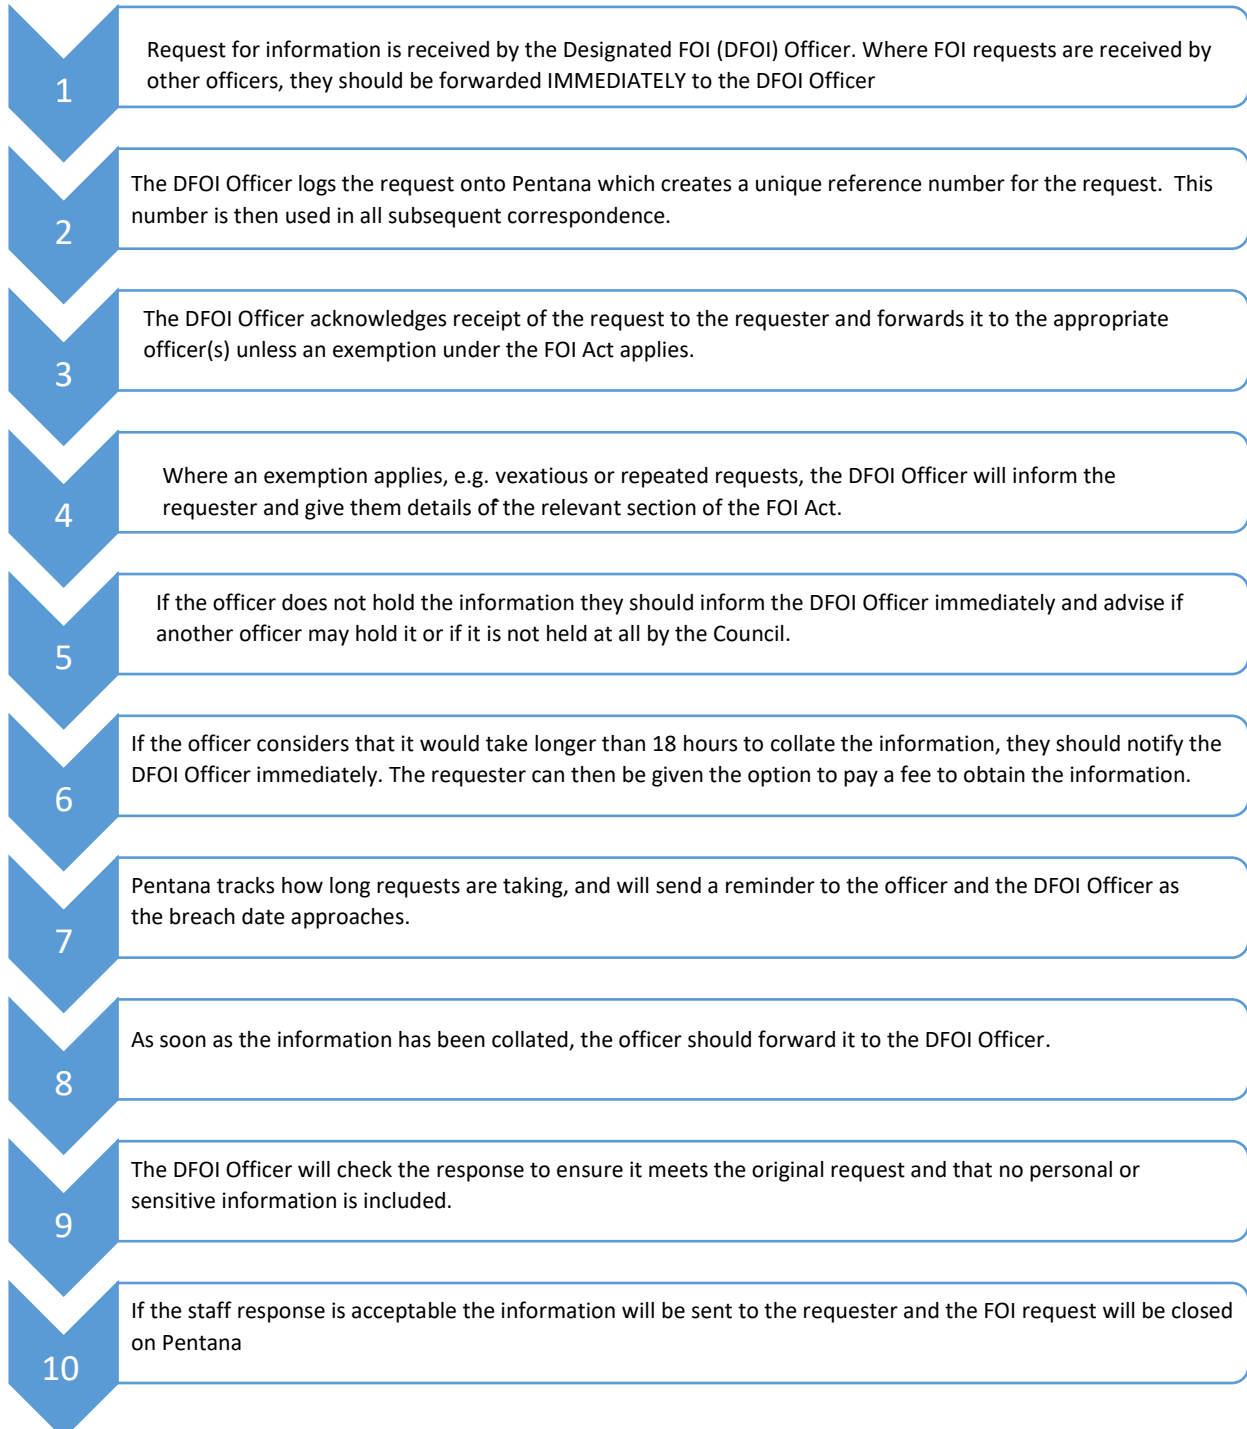 Request for information is received by the Designated FOI (DFOI) Officer. Where FOI requests are received by
other officers, they should be forwarded IMMEDIATELY to the DFOI Officer
1
The DFOI Officer logs the request onto Pentana which creates a unique reference number for the request.  This
number is then used in all subsequent correspondence.
2
The DFOI Officer acknowledges receipt of the request to the requester and forwards it to the appropriate
officer(s) unless an exemption under the FOI Act applies.
3
Where an exemption applies, e.g. vexatious or repeated requests, the DFOI Officer will inform the
requester and give them details of the relevant section of the FOI Act.
4
If the officer does not hold the information they should inform the DFOI Officer immediately and advise if
another officer may hold it or if it is not held at all by the Council.
5
If the officer considers that it would take longer than 18 hours to collate the information, they should notify the
DFOI Officer immediately. The requester can then be given the option to pay a fee to obtain the information.
6
Pentana tracks how long requests are taking, and will send a reminder to the officer and the DFOI Officer as
the breach date approaches.
7
As soon as the information has been collated, the officer should forward it to the DFOI Officer.
8
The DFOI Officer will check the response to ensure it meets the original request and that no personal or
sensitive information is included.
9
If the staff response is acceptable the information will be sent to the requester and the FOI request will be closed
on Pentana
10